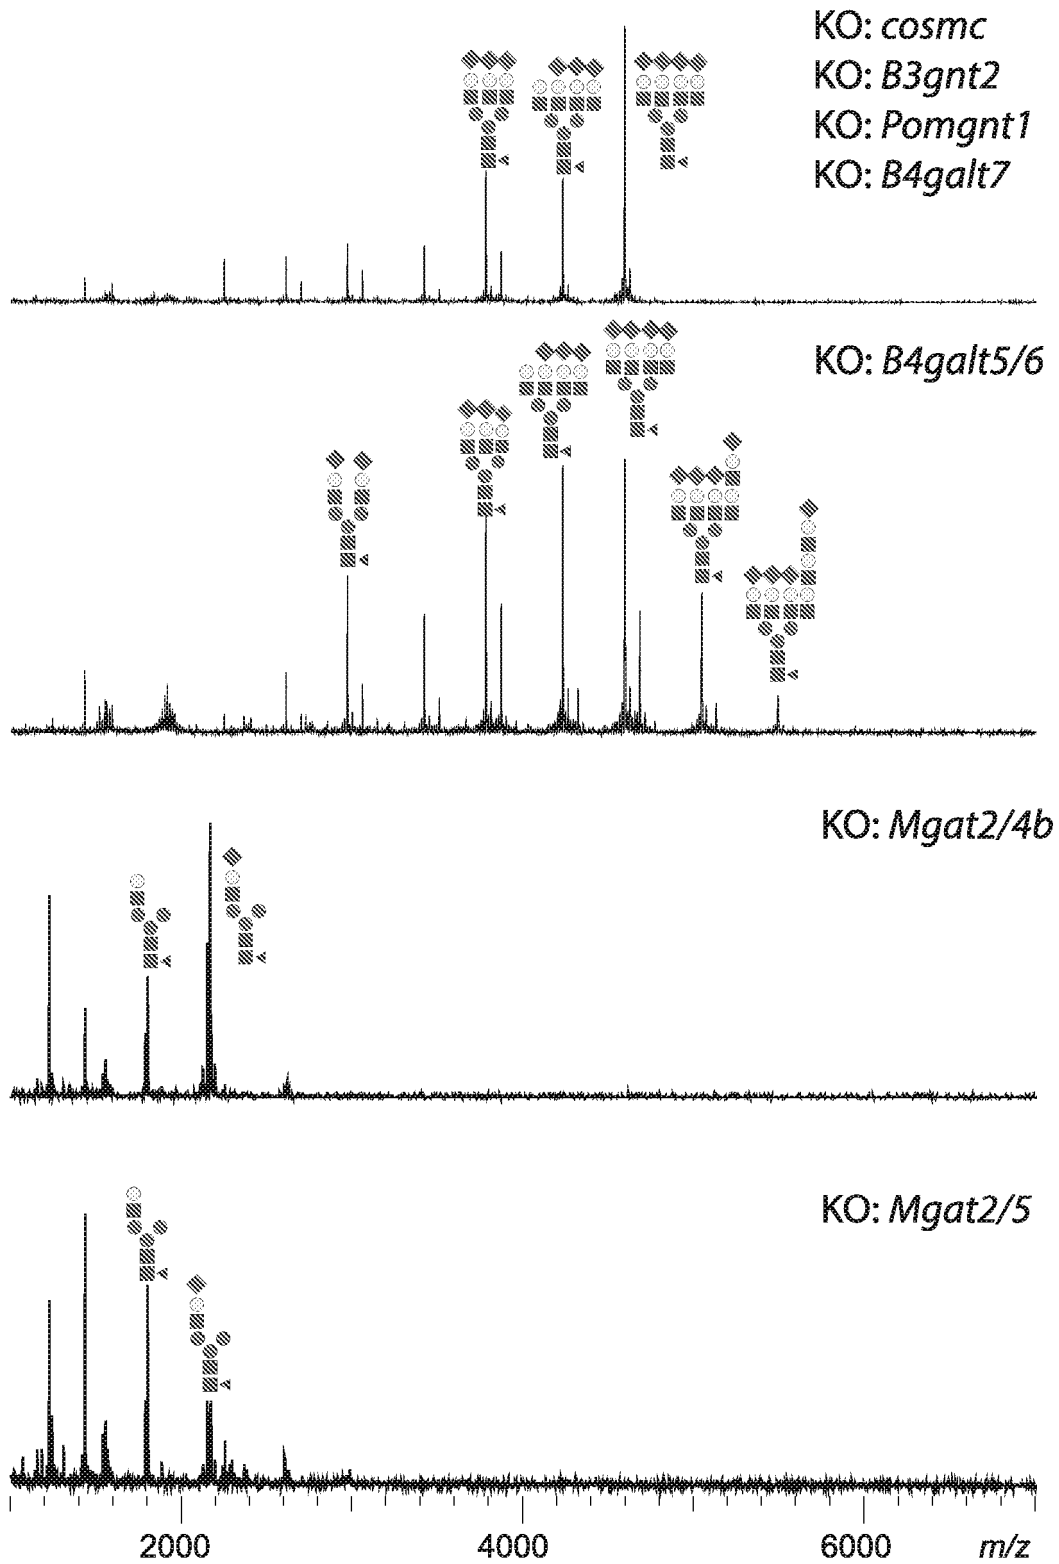 KO: cosmc
KO: B3gnt2
KO: Pomgnt1
KO: B4galt7
KO: B4galt5/6
KO: Mgat2/4b
KO: Mgat2/5
2000 4000 6000 m/z